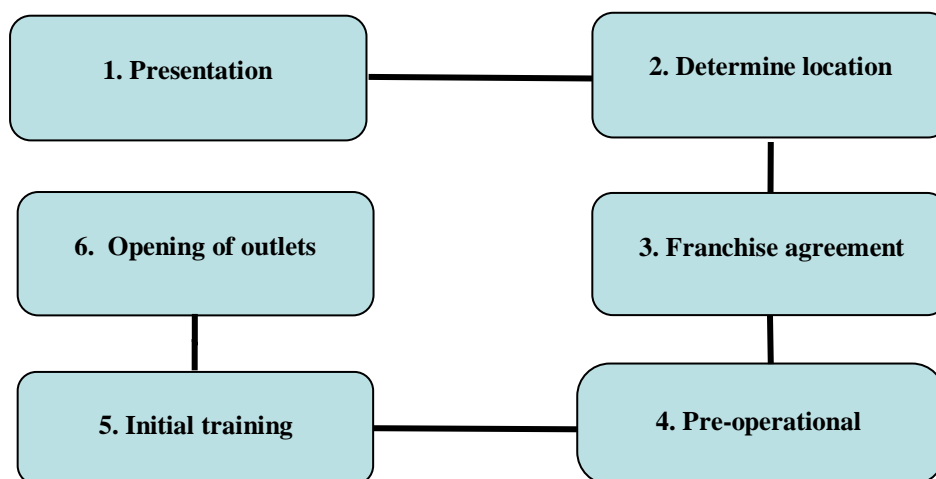 1. Presentation
2. Determine location
3. Franchise agreement
4. Pre-operational
5. Initial training
6. Opening of outlets